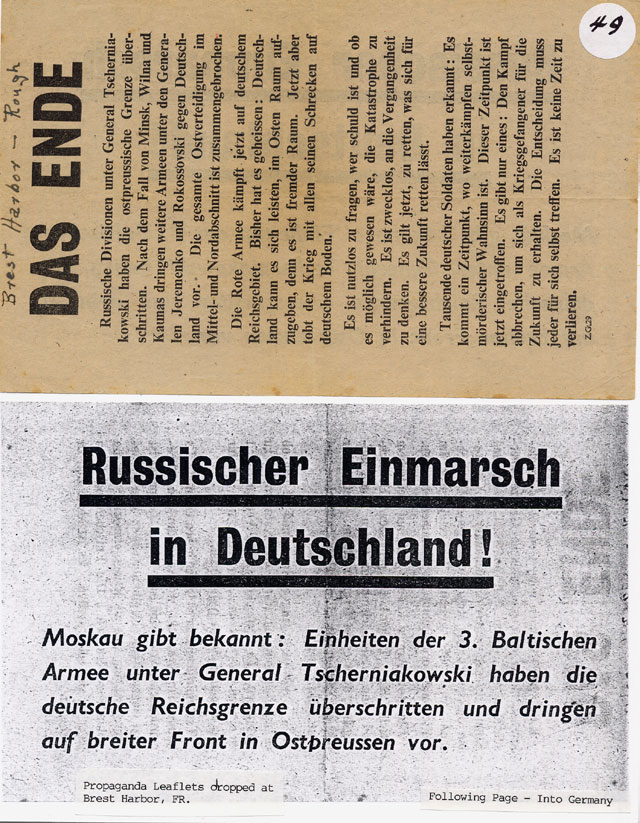 49
Brest Harbor - Rough
DAS ENDE
Russische Divisionen unter General Tschernia-
kowski haben die ostpreussische Grenze über-
schritten. Nach dem Fall von Minsk, Wilna und
Kaunas dringen weitere Armeen unter den Genera-
len Jeremenko und Rokossovski gegen Deutsch-
land vor. Die gesamte Ostverteidigung im
Mittel- und Nordabschnitt ist zusammengebrochen.
Die Rote Armee kämpft jetzt auf deutschem
Reichsgebiet. Bisher hat es geheissen: Deutsch-
land kann es sich leisten, im Osten Raum auf-
zugeben, denn es ist fremder Raum. Jetzt aber
tobt der Krieg mit allen seinen Schrecken auf
deutschem Boden.
Es ist nutzlos zu fragen, wer schuld ist und ob
es möglich gewesen wäre, die Katastrophe zu
verhindern. Es ist zwecklos, an die Vergangenheit
zu denken. Es gilt jetzt, zu retten, was sich für
eine bessere Zukunft retten lässt.
Tausende deutscher Soldaten haben erkannt: Es
kommt ein Zeitpunkt, wo weiterkämpfen selbst-
mörderischer Wahnsinn ist. Dieser Zeitpunkt ist
jetzt eingetroffen. Es gibt nur eines: Den Kampf
abbrechen, um sich als Kriegsgefangener für die
Zukunft zu erhalten. Die Entscheidung muss
jeder für sich selbst treffen. Es ist keine Zeit zu
verlieren.
ZG29
Russischer Einmarsch
in Deutschland!
Moskau gibt bekannt: Einheiten der 3. Baltischen
Armee unter General Tscherniakowski haben die
deutsche Reichsgrenze überschritten und dringen
auf breiter Front in Ostpreussen vor.
Propaganda Leaflets dropped at
Brest Harbor, FR.
Following Page - Into Germany